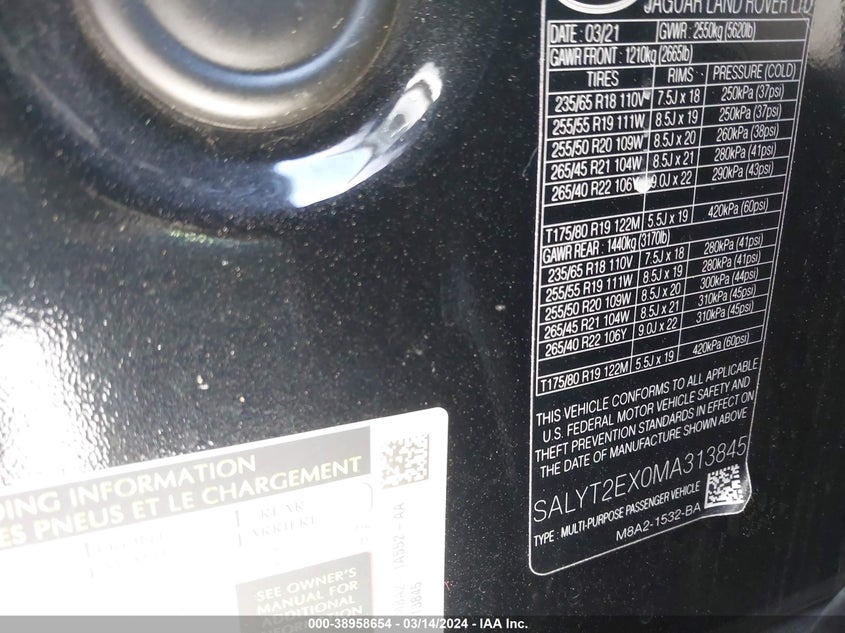 JAGUAR LAND ROVER LTD
DATE : 03/21 GVWR : 2550kg (5620lb)
GAWR FRONT : 1210kg (2665lb)
TIRES RIMS PRESSURE (COLD)
235/65 R18 110V 7.5J x 18 250kPa (37psi)
255/55 R19 111W 8.5J x 19 250kPa (37psi)
255/50 R20 109W 8.5J x 20 260kPa (38psi)
265/45 R21 104W 8.5J x 21 280kPa (41psi)
265/40 R22 106Y 9.0J x 22 290kPa (43psi)
T175/80 R19 122M 5.5J x 19 420kPa (60psi)
GAWR REAR : 1440kg (3170lb)
235/65 R18 110V 7.5J x 18 280kPa (41psi)
255/55 R19 111W 8.5J x 19 280kPa (41psi)
255/50 R20 109W 8.5J x 20 300kPa (44psi)
265/45 R21 104W 8.5J x 21 310kPa (45psi)
265/40 R22 106Y 9.0J x 22 310kPa (45psi)
T175/80 R19 122M 5.5J x 19 420kPa (60psi)
THIS VEHICLE CONFORMS TO ALL APPLICABLE
U.S. FEDERAL MOTOR VEHICLE SAFETY AND
THEFT PREVENTION STANDARDS IN EFFECT ON
THE DATE OF MANUFACTURE SHOWN ABOVE
SALYT2EX0MA313845
TYPE : MULTI-PURPOSE PASSENGER VEHICLE
M8A2-1532-BA
DING INFORMATION
ES PNEUS ET LE CHARGEMENT
REAR
ARRIERE
SEE OWNER'S
MANUAL FOR
ADDITIONAL
INFORMATION
1A552 - AA
13845
000-38958654 - 03/14/2024 - IAA Inc.